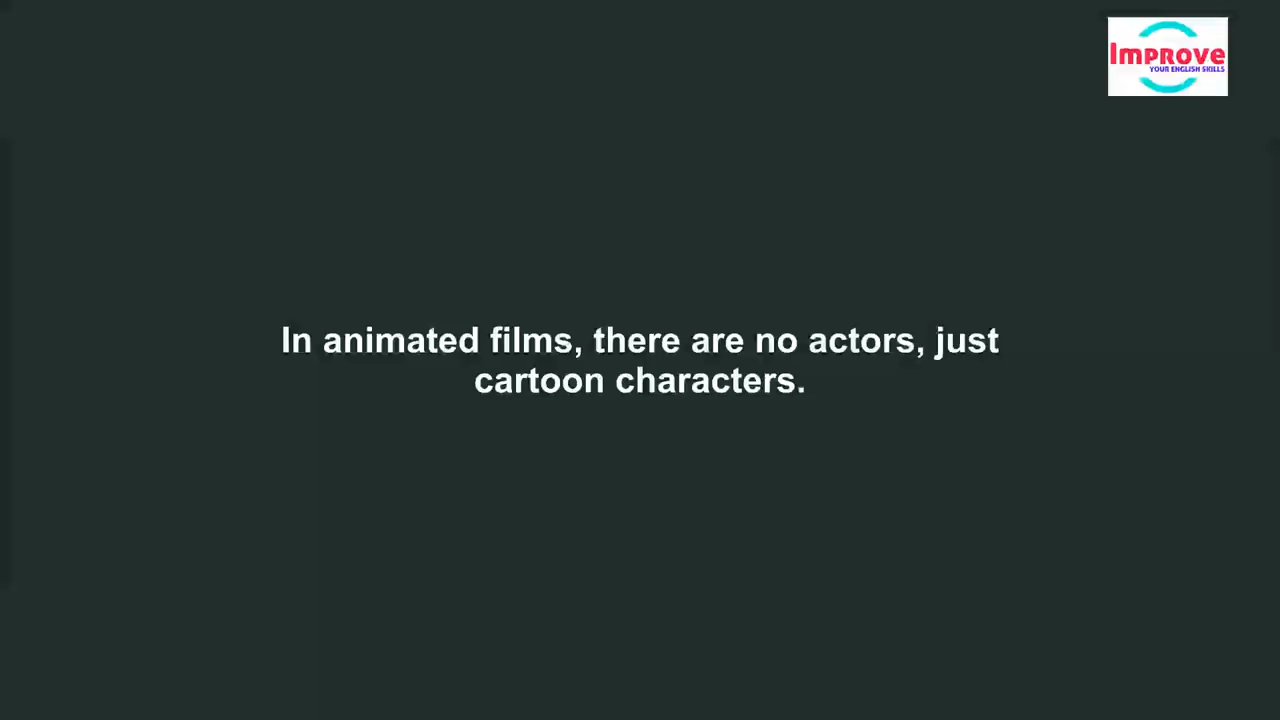 Improve
YOUR ENGLISH SKILLS
In animated films, there are no actors, just
cartoon characters.